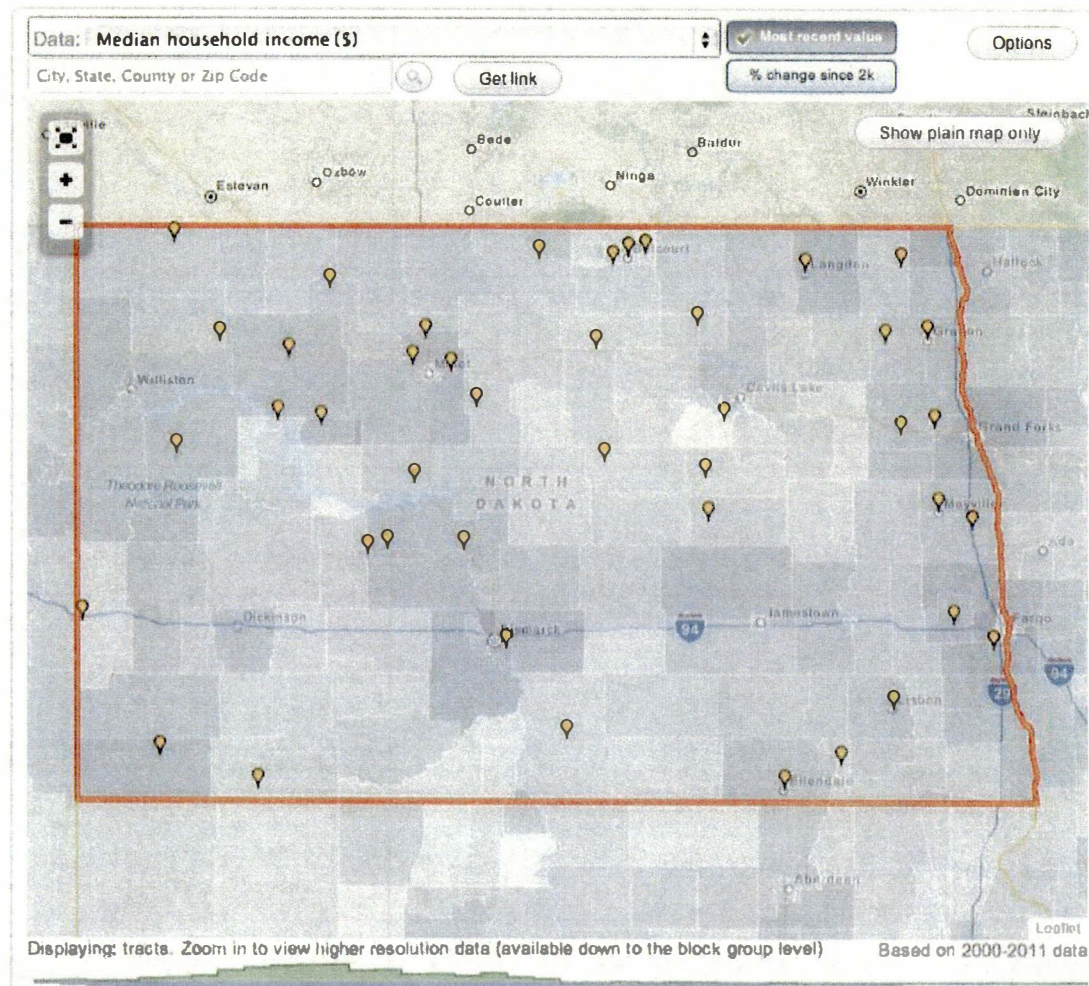 Data: Median household income ($)
Most recent value
Options
City, State, County or Zip Code
Get link
% change since 2k
Show plain map only
Steinbach
Bede
Baldur
Oxbow
Ninga
Estevan
Winkler
Dominion City
Coulter
+
−
Langdon
Hallock
Grafton
Minot
Williston
Devils Lake
Grand Forks
Theodore Roosevelt
National Park
NORTH
DAKOTA
Mayville
Ada
Dickinson
Bismarck
Jamestown
Fargo
94
94
29
Lisbon
Ellendale
Aberdeen
Leaflet
Displaying: tracts. Zoom in to view higher resolution data (available down to the block group level)
Based on 2000-2011 data